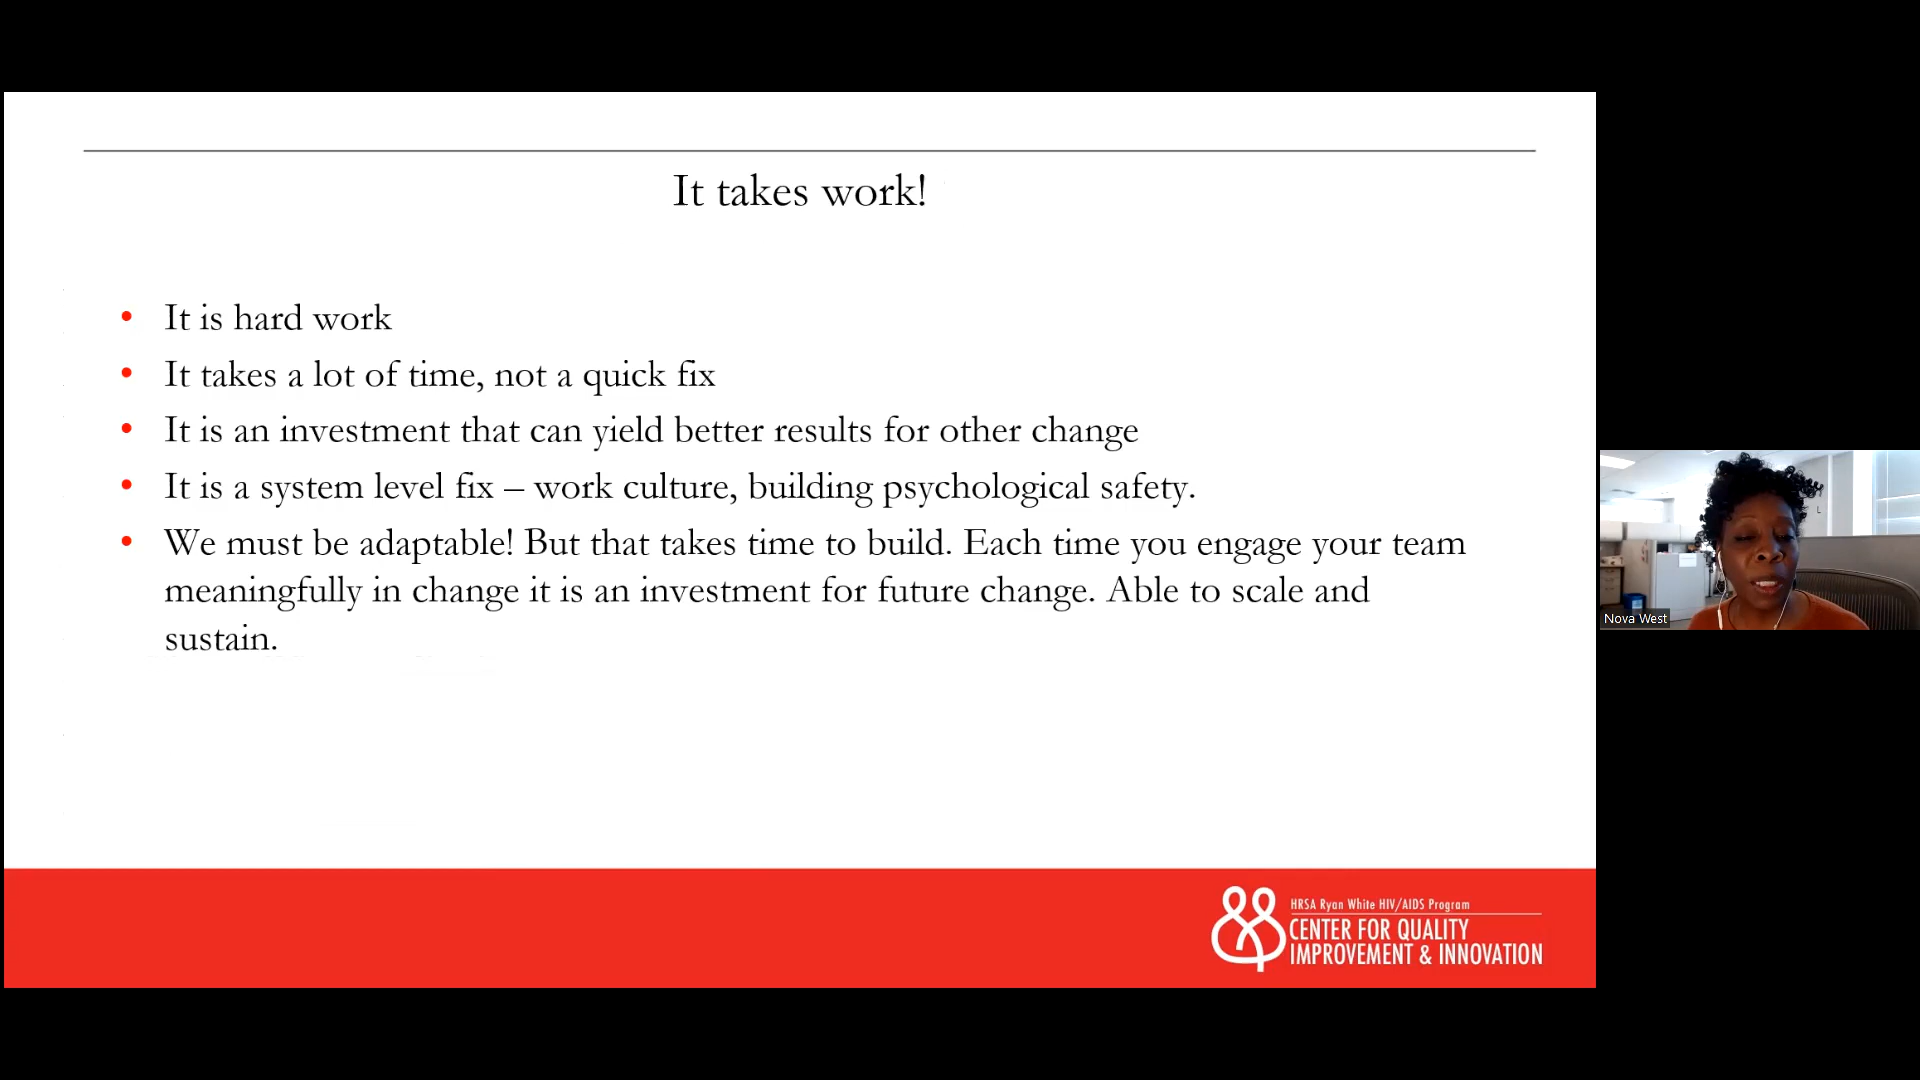 It takes work!
• It is hard work
• It takes a lot of time, not a quick fix
• It is an investment that can yield better results for other change
• It is a system level fix – work culture, building psychological safety.
• We must be adaptable! But that takes time to build. Each time you engage your team
meaningfully in change it is an investment for future change. Able to scale and
sustain.
Nova West
HRSA Ryan White HIV/AIDS Program
CENTER FOR QUALITY
IMPROVEMENT & INNOVATION